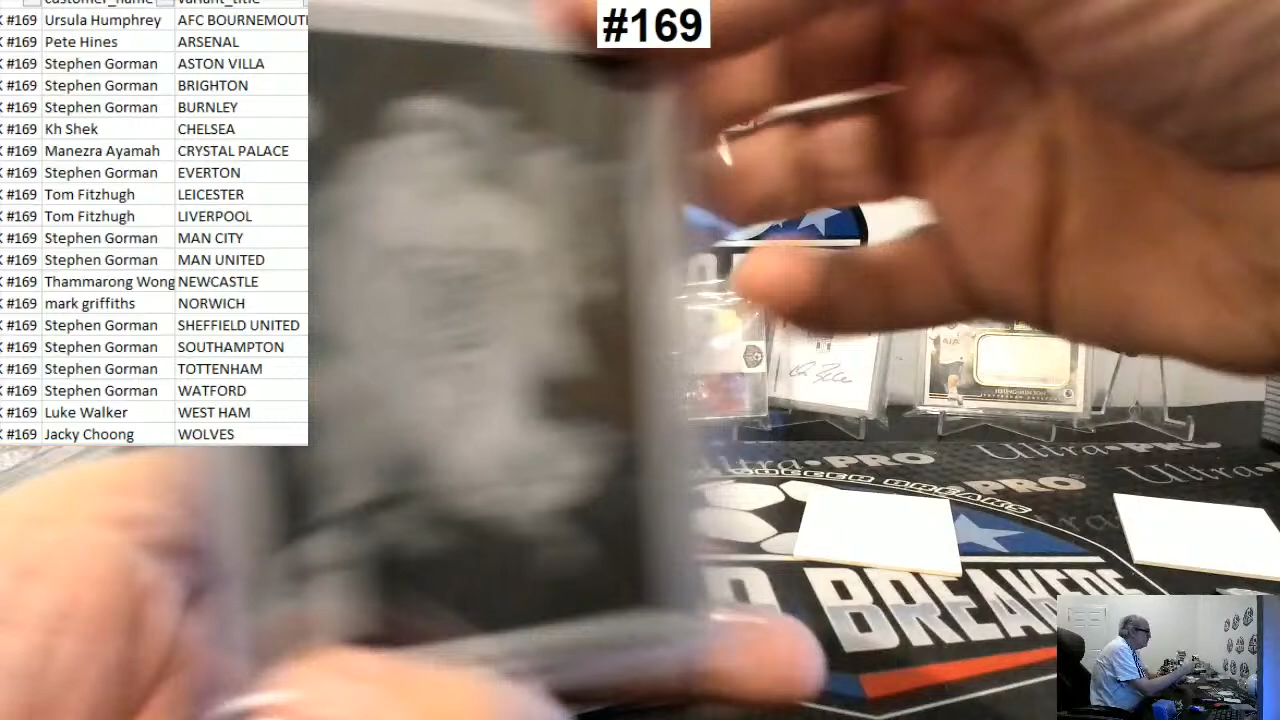 #169
customer_name variant_title
Ursula Humphrey AFC BOURNEMOUTH
K #169 Pete Hines ARSENAL
K #169 Stephen Gorman ASTON VILLA
K #169 Stephen Gorman BRIGHTON
K #169 Stephen Gorman BURNLEY
K #169 Kh Shek CHELSEA
K #169 Manezra Ayamah CRYSTAL PALACE
K #169 Stephen Gorman EVERTON
K #169 Tom Fitzhugh LEICESTER
K #169 Tom Fitzhugh LIVERPOOL
K #169 Stephen Gorman MAN CITY
K #169 Stephen Gorman MAN UNITED
K #169 Thammarong Wong NEWCASTLE
K #169 mark griffiths NORWICH
K #169 Stephen Gorman SHEFFIELD UNITED
K #169 Stephen Gorman SOUTHAMPTON
K #169 Stephen Gorman TOTTENHAM
K #169 Stephen Gorman WATFORD
K #169 Luke Walker WEST HAM
K #169 Jacky Choong WOLVES
Ultra•PRO Ultra•PRO
SOCCER BREAKS
BREAKERS